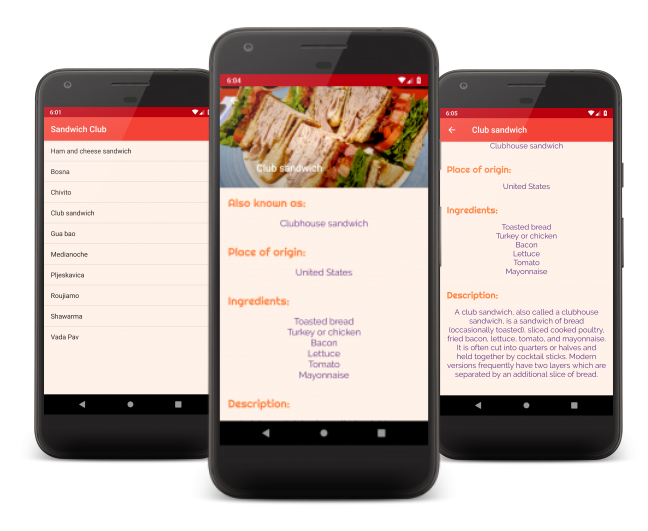 6:01
Sandwich Club
Ham and cheese sandwich
Bosna
Chivito
Club sandwich
Gua bao
Medianoche
Pljeskavica
Roujiamo
Shawarma
Vada Pav
6:04
Club sandwich
Also known as:
Clubhouse sandwich
Place of origin:
United States
Ingredients:
Toasted bread
Turkey or chicken
Bacon
Lettuce
Tomato
Mayonnaise
Description:
6:05
Club sandwich
Clubhouse sandwich
Place of origin:
United States
Ingredients:
Toasted bread
Turkey or chicken
Bacon
Lettuce
Tomato
Mayonnaise
Description:
A club sandwich, also called a clubhouse
sandwich, is a sandwich of bread
(occasionally toasted), sliced cooked poultry,
fried bacon, lettuce, tomato, and mayonnaise.
It is often cut into quarters or halves and
held together by cocktail sticks. Modern
versions frequently have two layers which are
separated by an additional slice of bread.